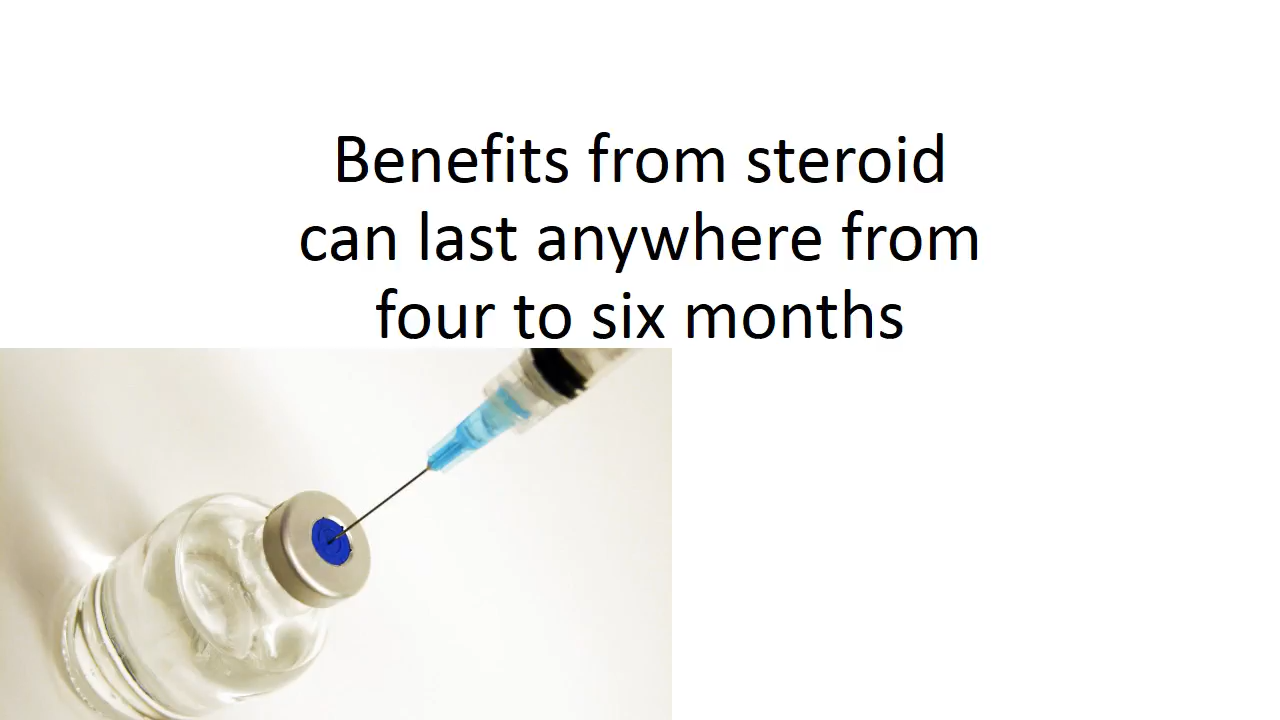 Benefits from steroid
can last anywhere from
four to six months